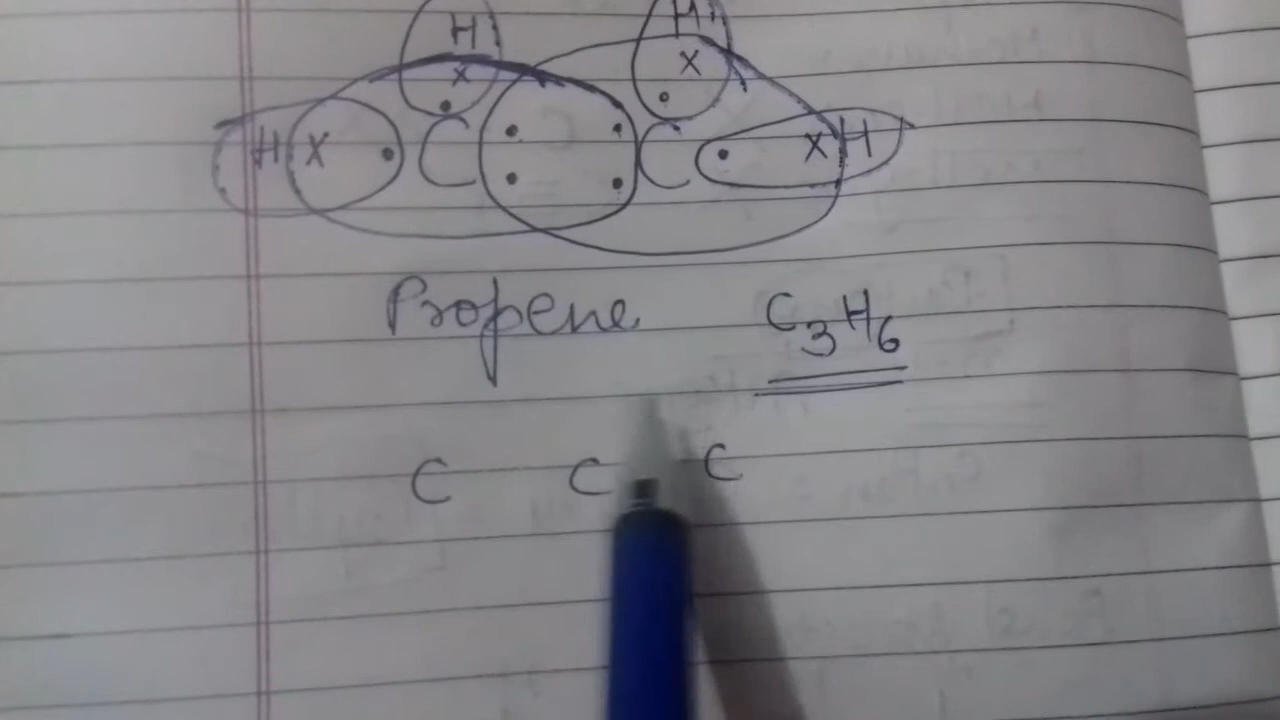 H H
X X
H X C C X H
Propene C3H6
C C C